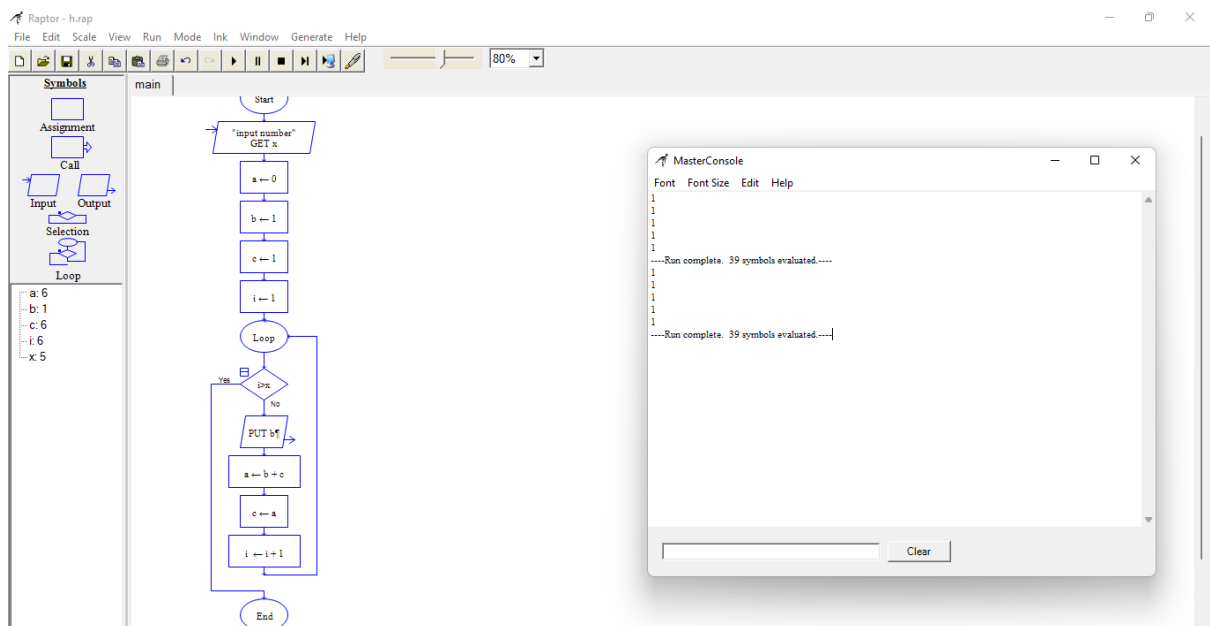 Raptor - h.rap
File Edit Scale View Run Mode Ink Window Generate Help
80%
Symbols
Assignment
Call
Input Output
Selection
Loop
a: 6
b: 1
c: 6
i: 6
x: 5
main
Start
"input number"
GET x
a ← 0
b ← 1
c ← 1
i ← 1
Loop
i>x
Yes
No
PUT b¶
a ← b + c
c ← a
i ← i + 1
End
MasterConsole
Font Font Size Edit Help
1
1
1
1
1
----Run complete. 39 symbols evaluated.----
1
1
1
1
1
----Run complete. 39 symbols evaluated.----
Clear